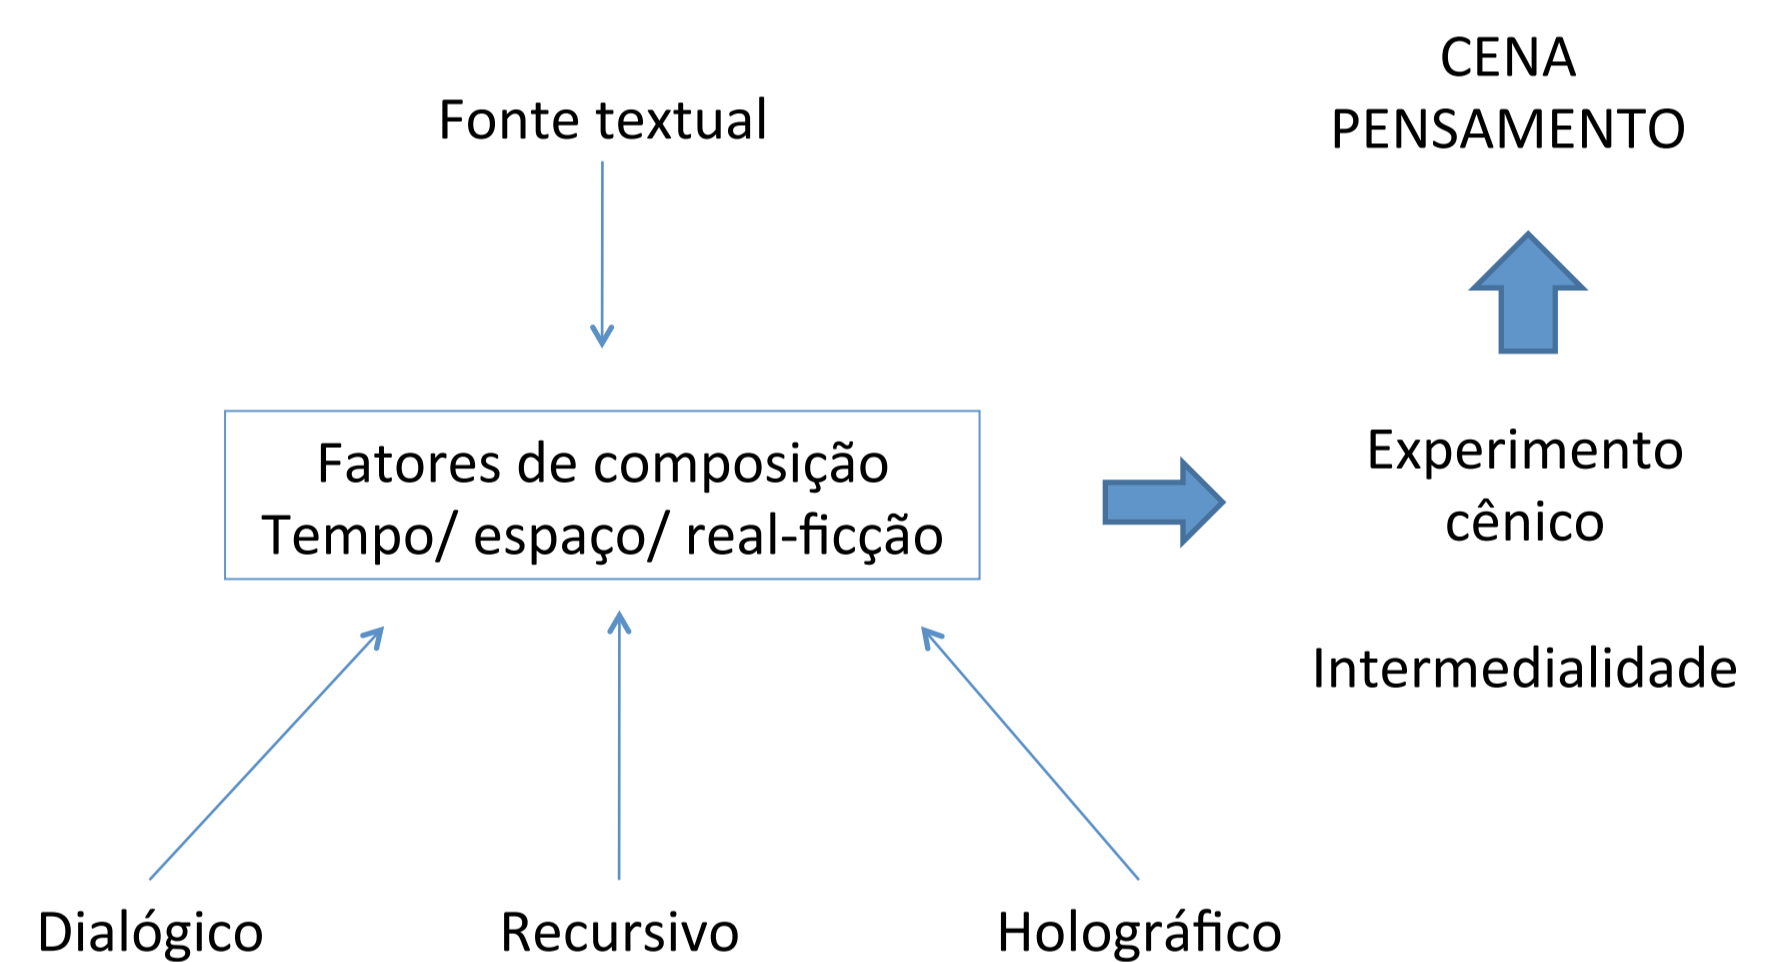 CENA
PENSAMENTO
Fonte textual
Fatores de composição
Tempo/ espaço/ real-ficção
Experimento
cênico
Intermedialidade
Dialógico
Recursivo
Holográfico